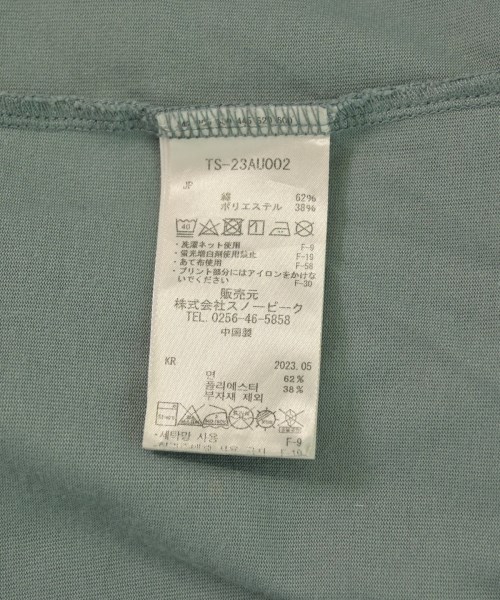 TS-23AU002
JP
綿 62%
ポリエステル 38%
40
・洗濯ネット使用 F-9
・蛍光増白剤使用禁止 F-19
・あて布使用 F-56
・プリント部分にはアイロンをかけな
いでください F-30
販売元
株式会社スノーピーク
TEL.0256-46-5858
中国製
KR 2023.05
면 62%
폴리에스터 38%
부자재 제외
·세탁망 사용 F-9
F-19